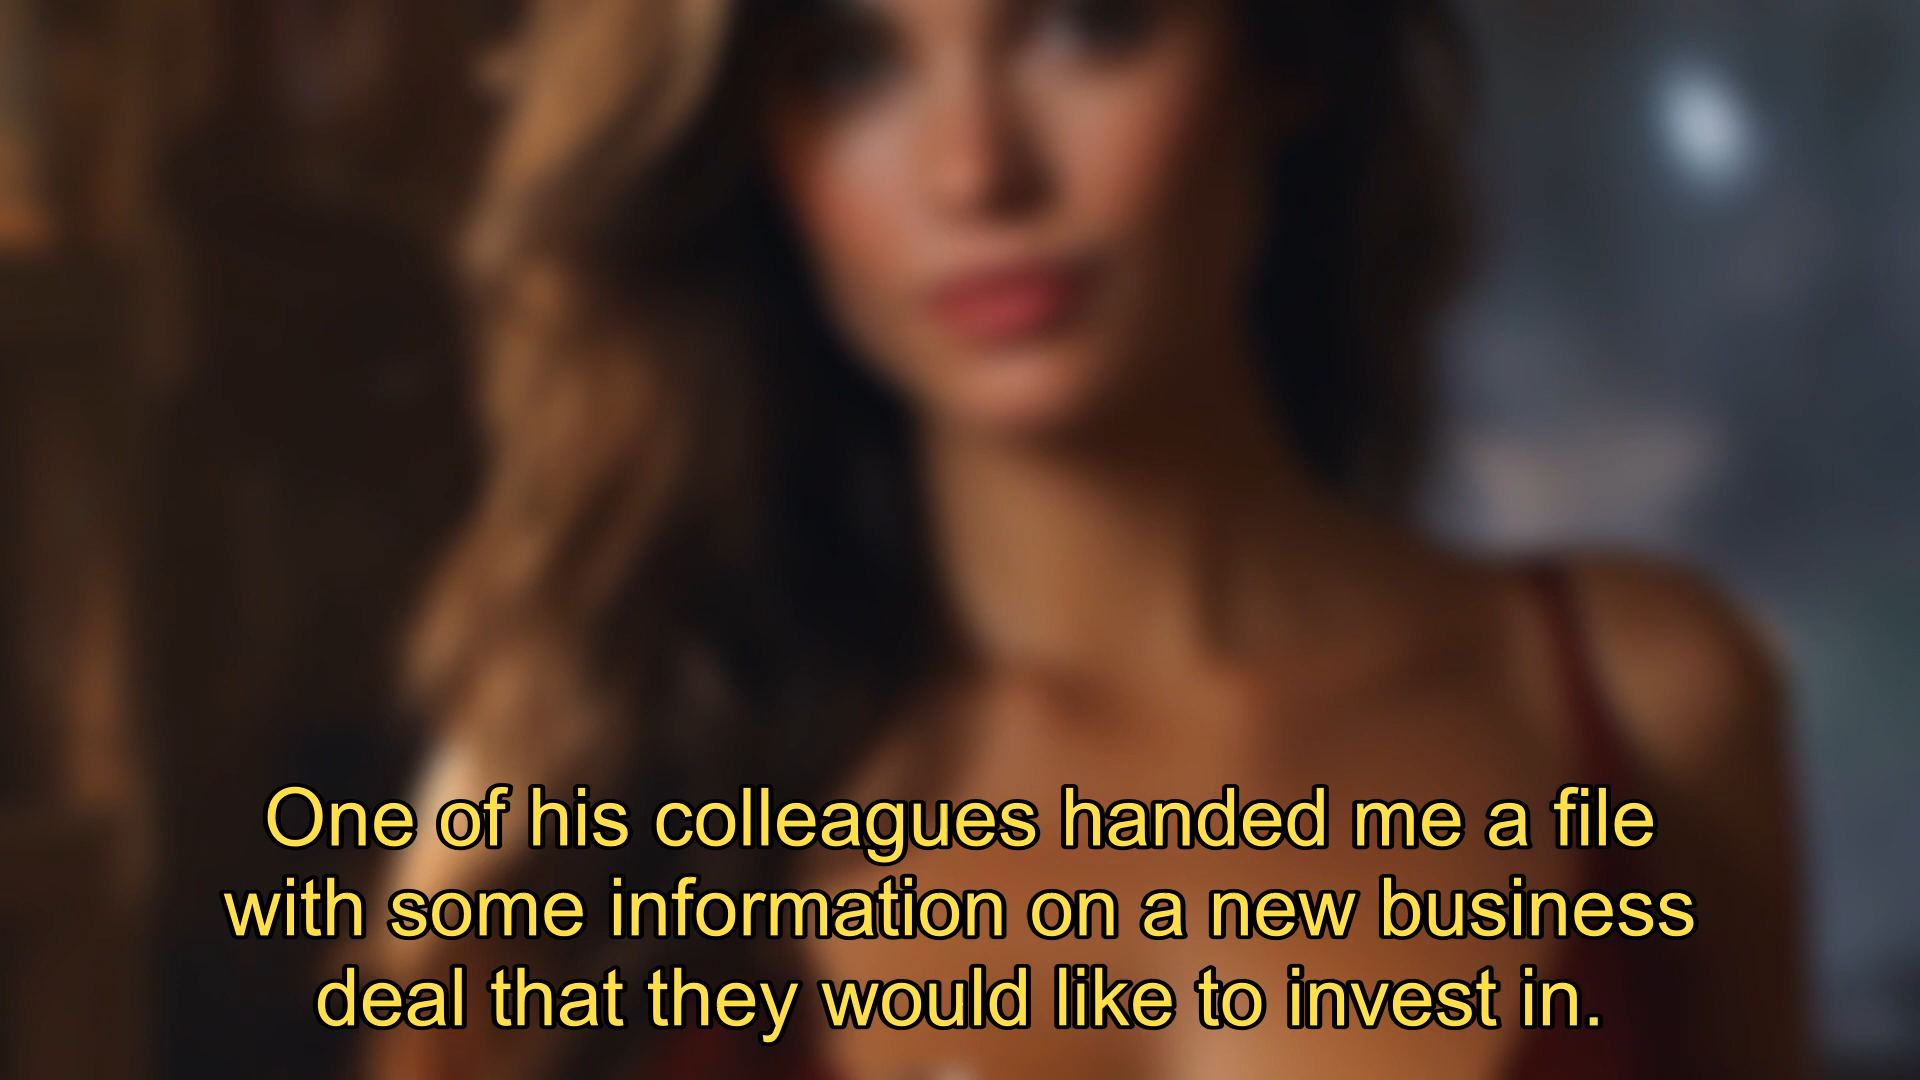 One of his colleagues handed me a file
with some information on a new business
deal that they would like to invest in.